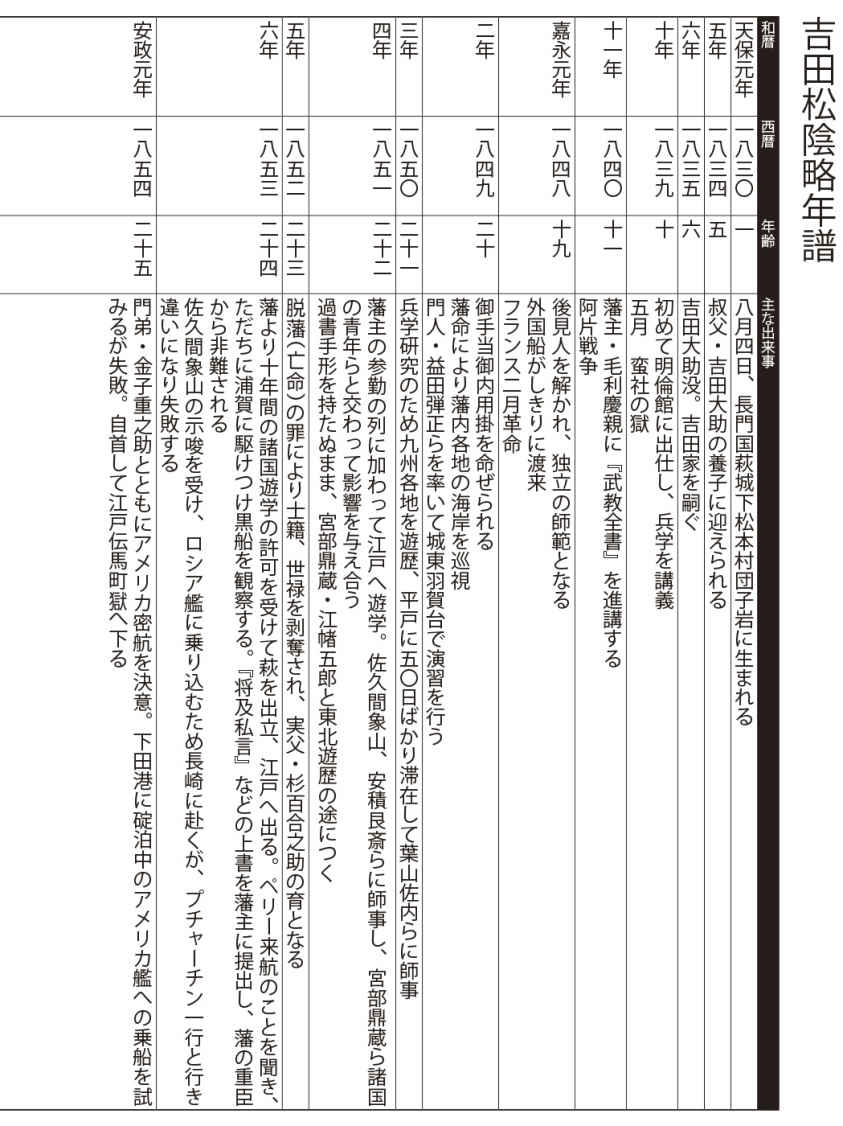 吉田松陰略年譜
和暦
西暦
年齢
主な出来事
天保元年
一八三〇
一
八月四日、長門国萩城下松本村団子岩に生まれる
五年
一八三四
五
叔父・吉田大助の養子に迎えられる
六年
一八三五
六
吉田大助没。吉田家を嗣ぐ
十年
一八三九
十
初めて明倫館に出仕し、兵学を講義
五月　蛮社の獄
十一年
一八四〇
十一
藩主・毛利慶親に『武教全書』を進講する
阿片戦争
嘉永元年
一八四八
十九
後見人を解かれ、独立の師範となる
外国船がしきりに渡来
フランス二月革命
二年
一八四九
二十
御手当御内用掛を命ぜられる
藩命により藩内各地の海岸を巡視
門人・益田弾正らを率いて城東羽賀台で演習を行う
三年
一八五〇
二十一
兵学研究のため九州各地を遊歴、平戸に五〇日ばかり滞在して葉山佐内らに師事
四年
一八五一
二十二
藩主の参勤の列に加わって江戸へ遊学。佐久間象山、安積艮斎らに師事し、宮部鼎蔵ら諸国
の青年らと交わって影響を与え合う
過書手形を持たぬまま、宮部鼎蔵・江幡五郎と東北遊歴の途につく
五年
一八五二
二十三
脱藩（亡命）の罪により士籍、世禄を剥奪され、実父・杉百合之助の育となる
六年
一八五三
二十四
藩より十年間の諸国遊学の許可を受けて萩を出立、江戸へ出る。ペリー来航のことを聞き、
ただちに浦賀に駆けつけ黒船を観察する。『将及私言』などの上書を藩主に提出し、藩の重臣
から非難される
佐久間象山の示唆を受け、ロシア艦に乗り込むため長崎に赴くが、プチャーチン一行と行き
違いになり失敗する
安政元年
一八五四
二十五
門弟・金子重之助とともにアメリカ密航を決意。下田港に碇泊中のアメリカ艦への乗船を試
みるが失敗。自首して江戸伝馬町獄へ下る